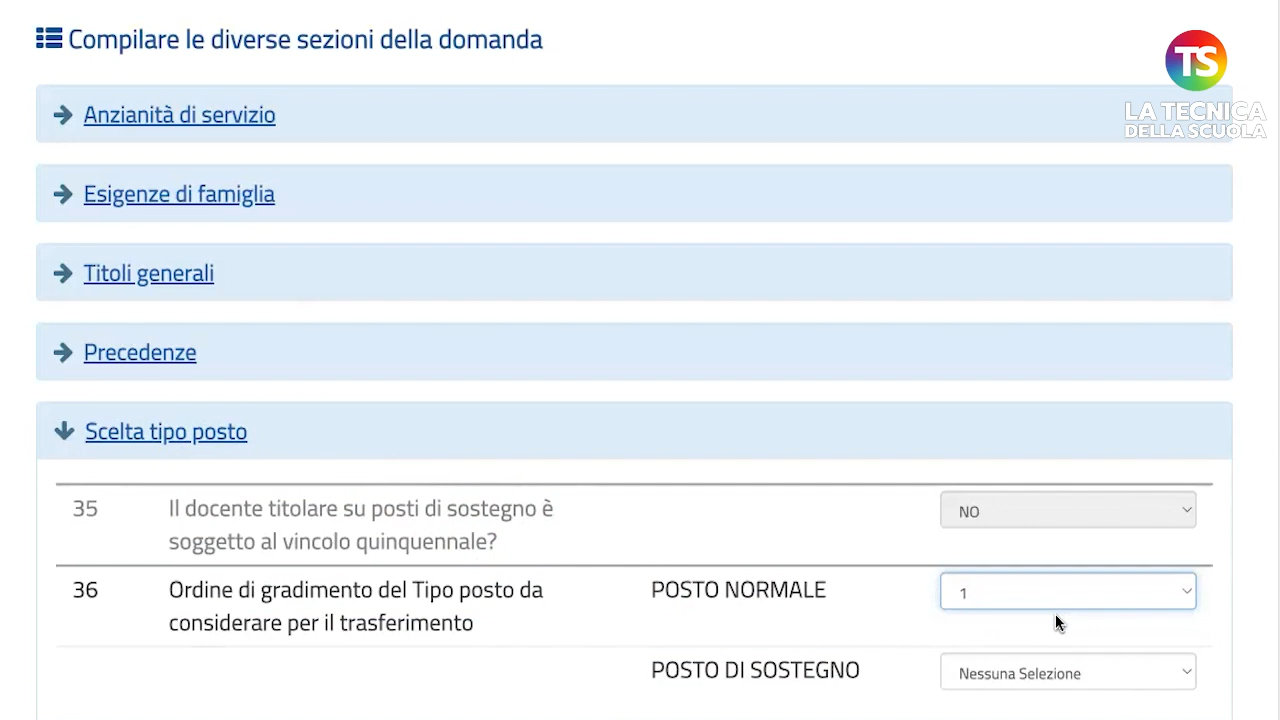 Compilare le diverse sezioni della domanda
TS
LA TECNICA
DELLA SCUOLA
Anzianità di servizio
Esigenze di famiglia
Titoli generali
Precedenze
Scelta tipo posto
35 Il docente titolare su posti di sostegno è NO
soggetto al vincolo quinquennale?
36 Ordine di gradimento del Tipo posto da POSTO NORMALE 1
considerare per il trasferimento
POSTO DI SOSTEGNO Nessuna Selezione